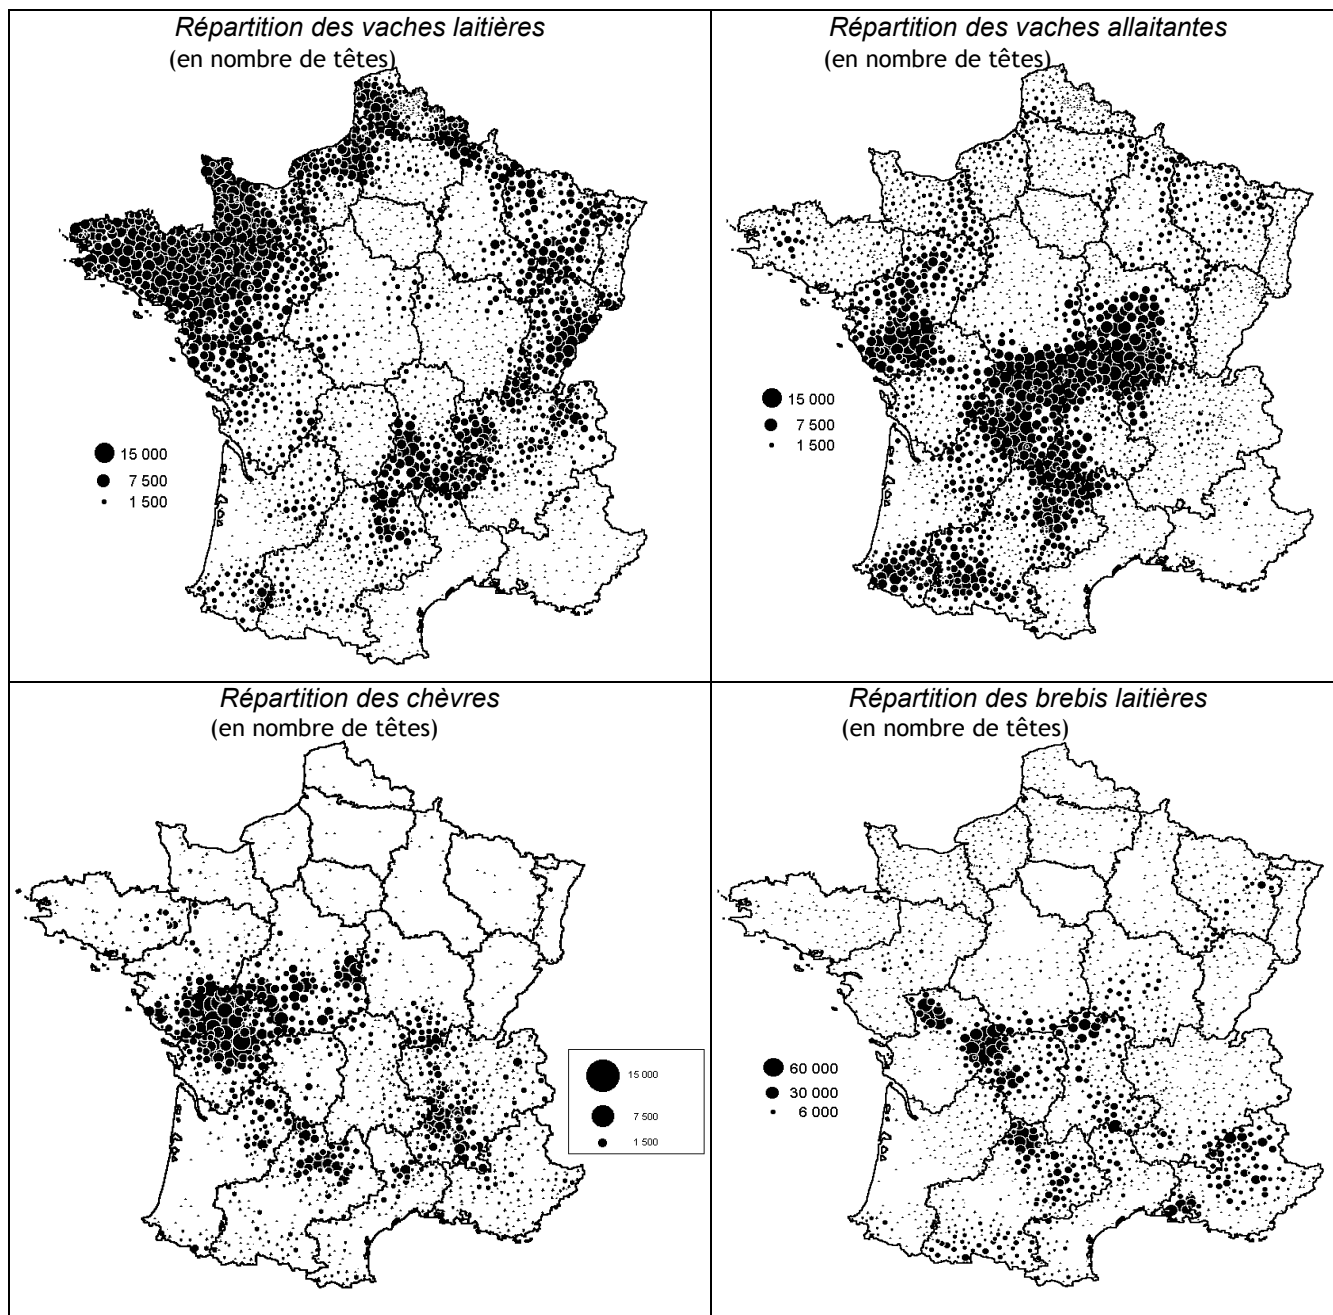 Répartition des vaches laitières
(en nombre de têtes)
15 000
7 500
1 500
Répartition des vaches allaitantes
(en nombre de têtes)
15 000
7 500
1 500
Répartition des chèvres
(en nombre de têtes)
15 000
7 500
1 500
Répartition des brebis laitières
(en nombre de têtes)
60 000
30 000
6 000